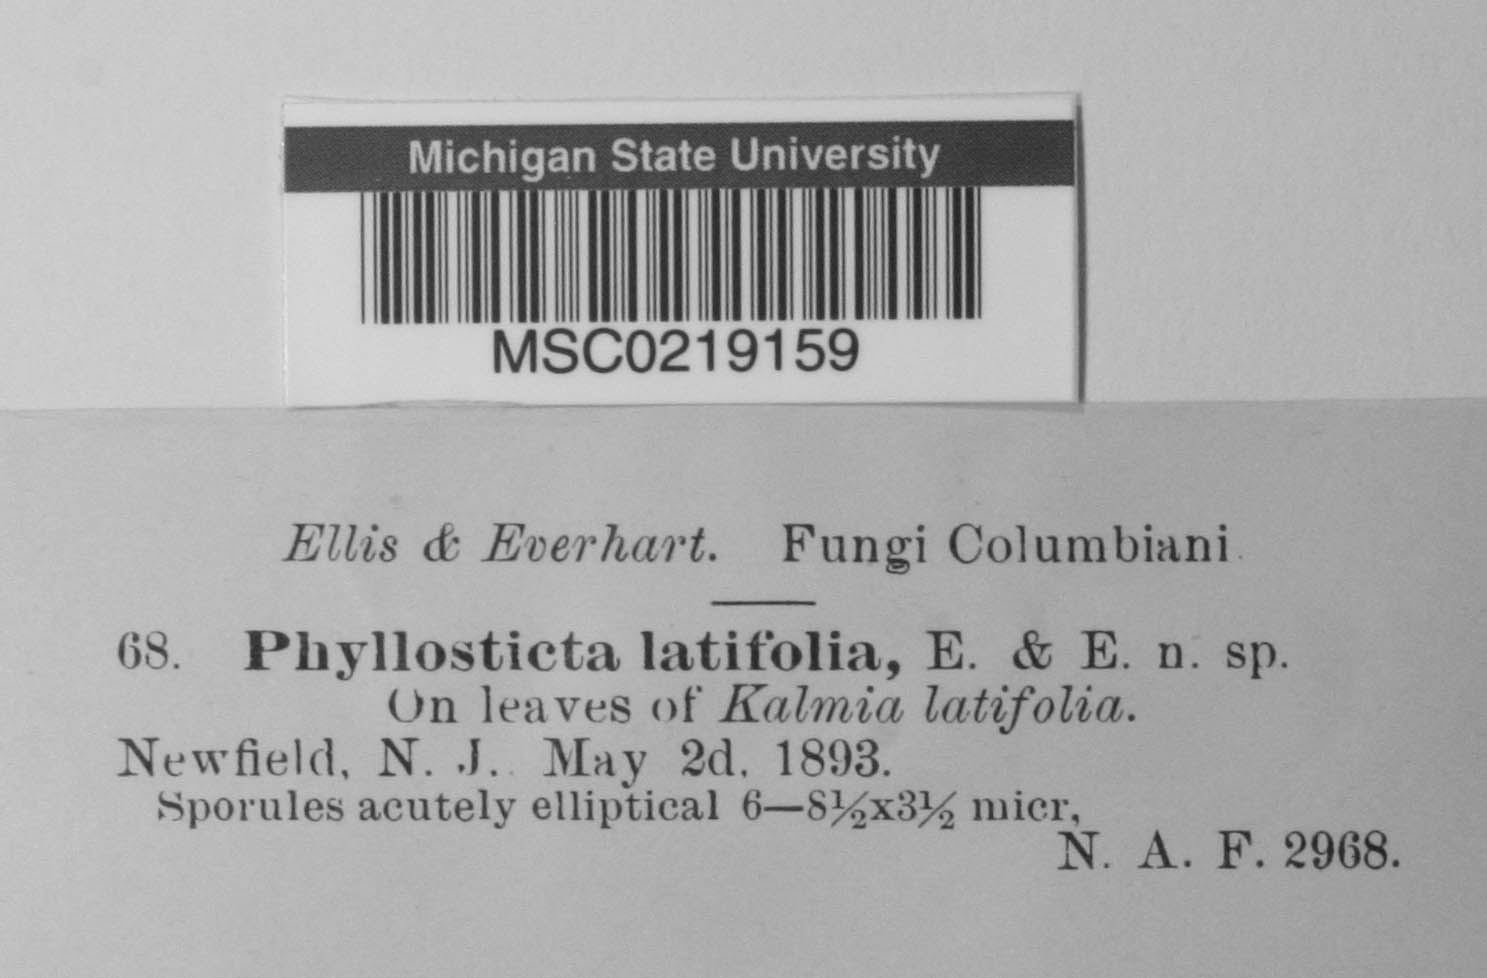 Michigan State University
MSC0219159
Ellis & Everhart. Fungi Columbiani.
68. Phyllosticta latifolia, E. & E. n. sp.
On leaves of Kalmia latifolia.
Newfield, N. J. May 2d, 1893.
Sporules acutely elliptical 6—8½x3½ micr,
N. A. F. 2968.